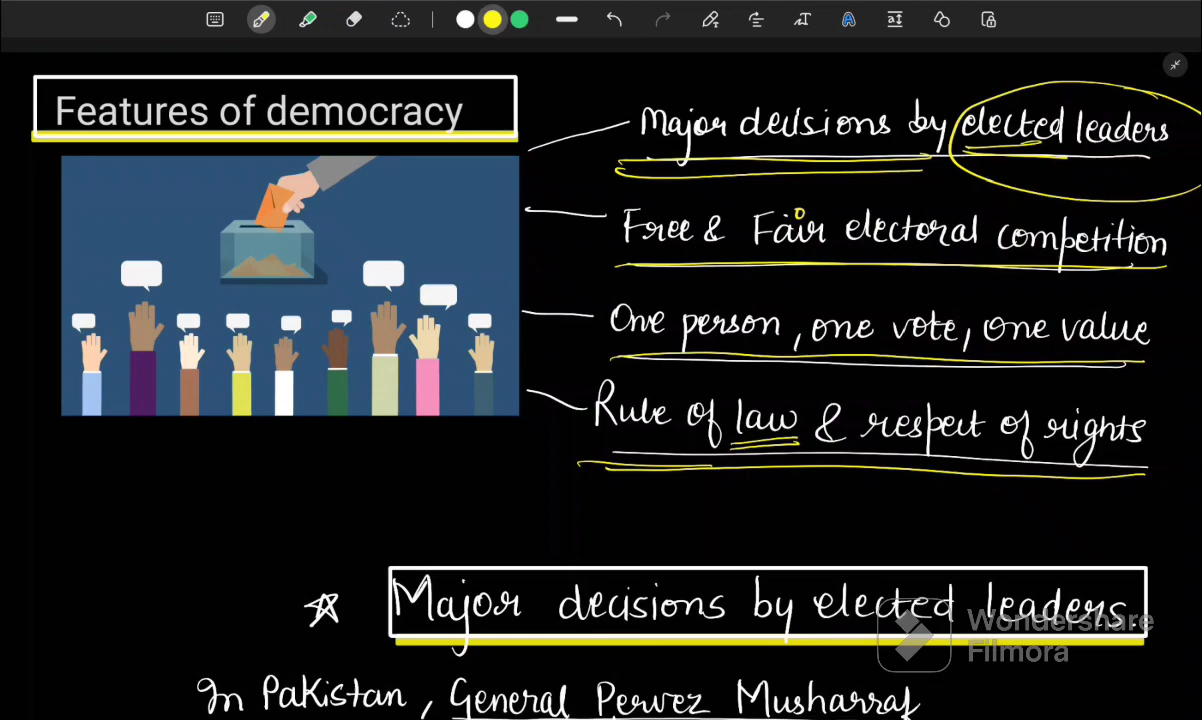 Features of democracy
Major decisions by elected leaders
Free & Fair electoral competition
One person, one vote, one value
Rule of law & respect of rights
Major decisions by elected leaders.
Wondershare
Filmora
In Pakistan, General Pervez Musharraf